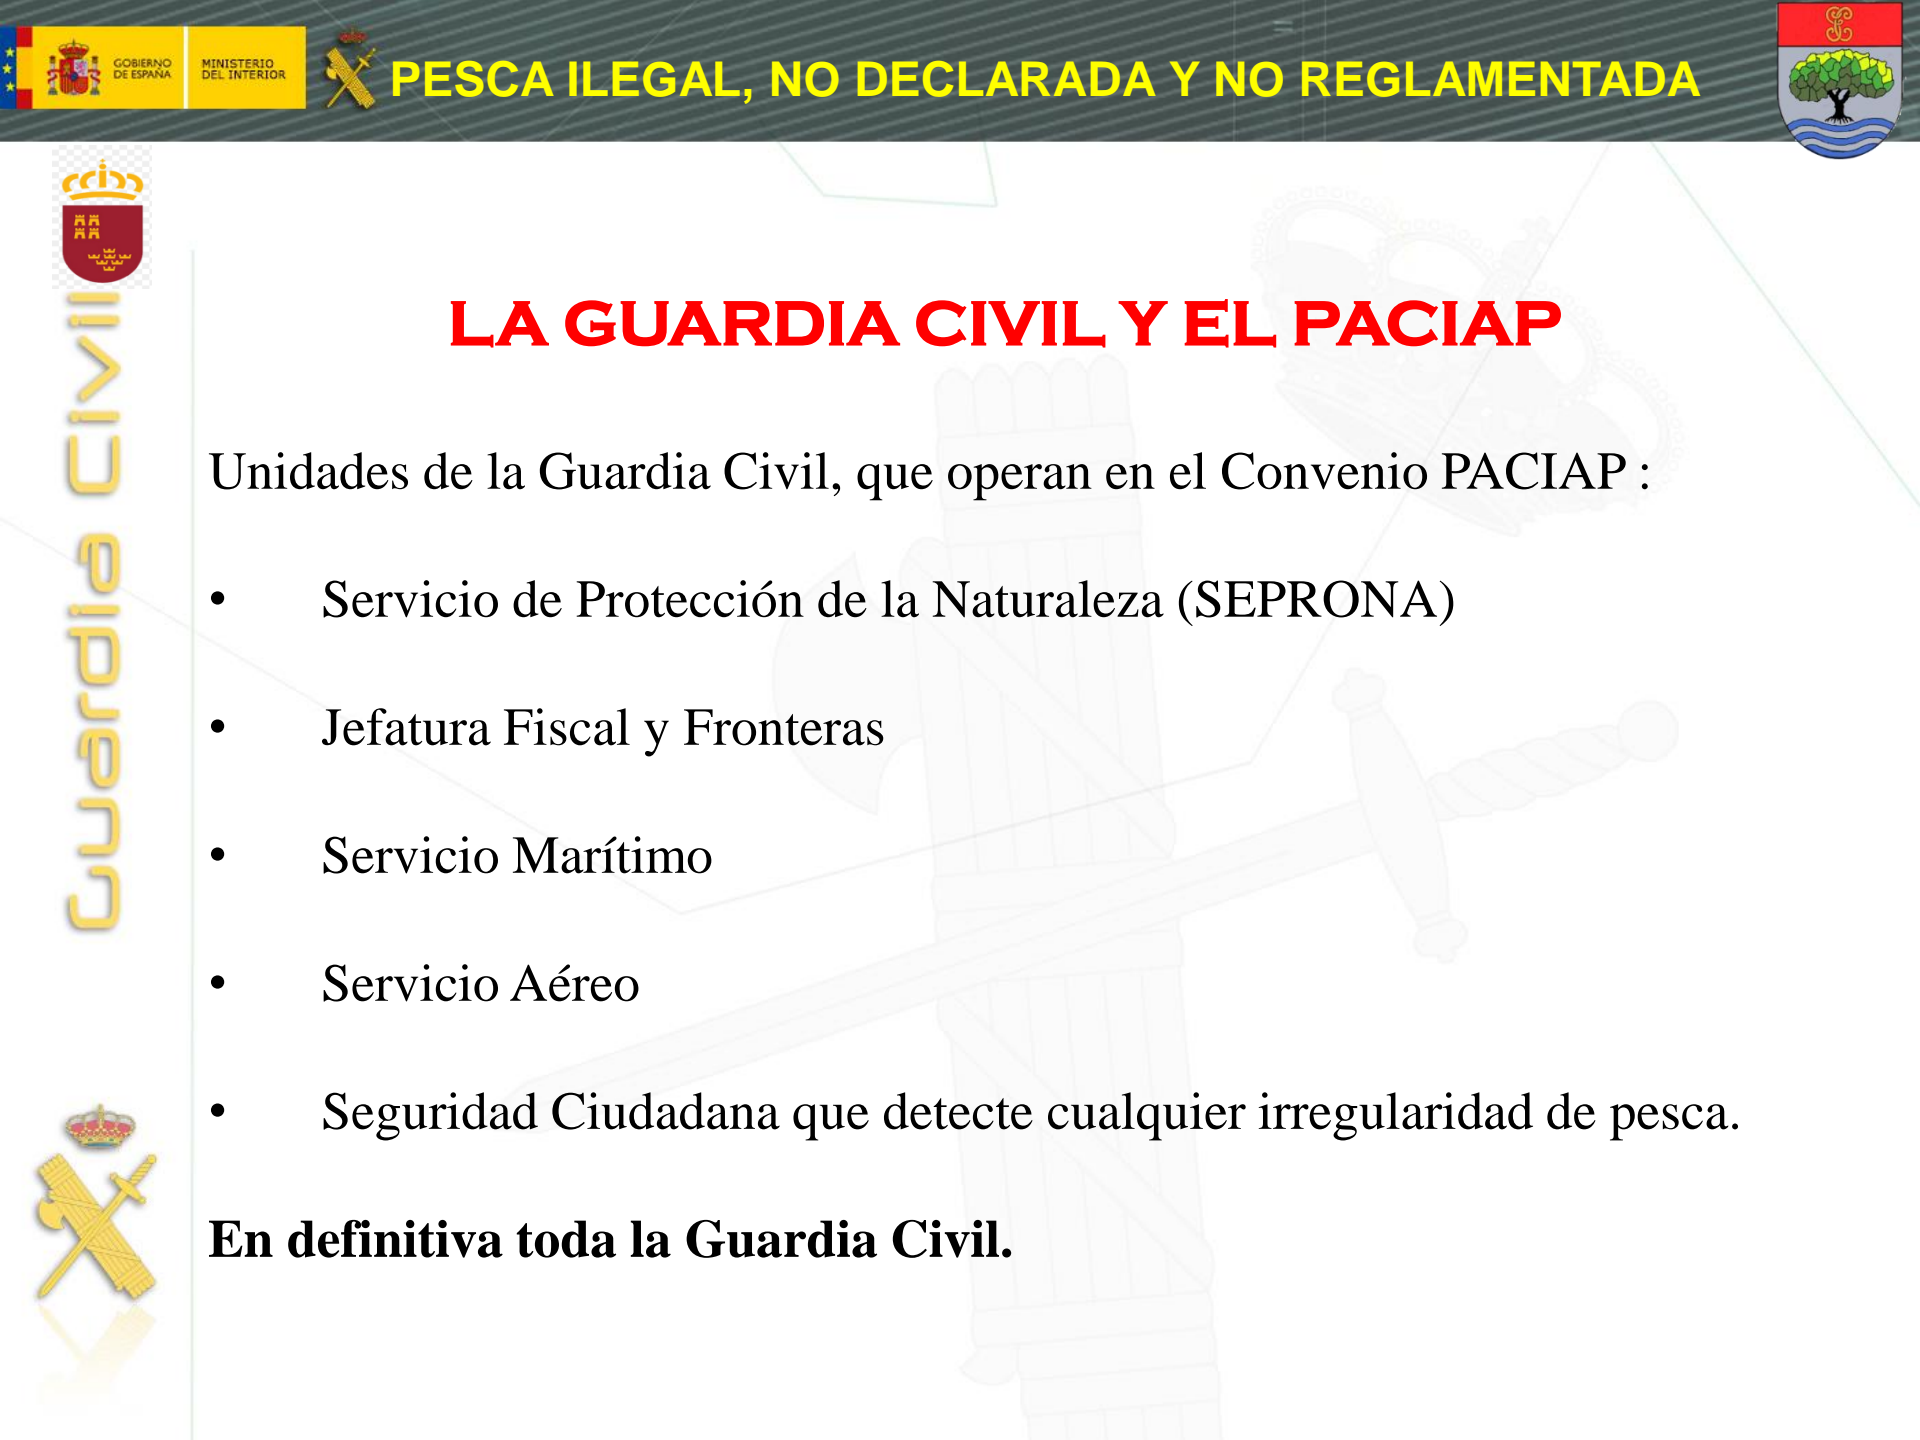 GOBIERNO
DE ESPAÑA
MINISTERIO
DEL INTERIOR
PESCA ILEGAL, NO DECLARADA Y NO REGLAMENTADA
Guardia Civil
LA GUARDIA CIVIL Y EL PACIAP
Unidades de la Guardia Civil, que operan en el Convenio PACIAP :
• Servicio de Protección de la Naturaleza (SEPRONA)
• Jefatura Fiscal y Fronteras
• Servicio Marítimo
• Servicio Aéreo
• Seguridad Ciudadana que detecte cualquier irregularidad de pesca.
En definitiva toda la Guardia Civil.